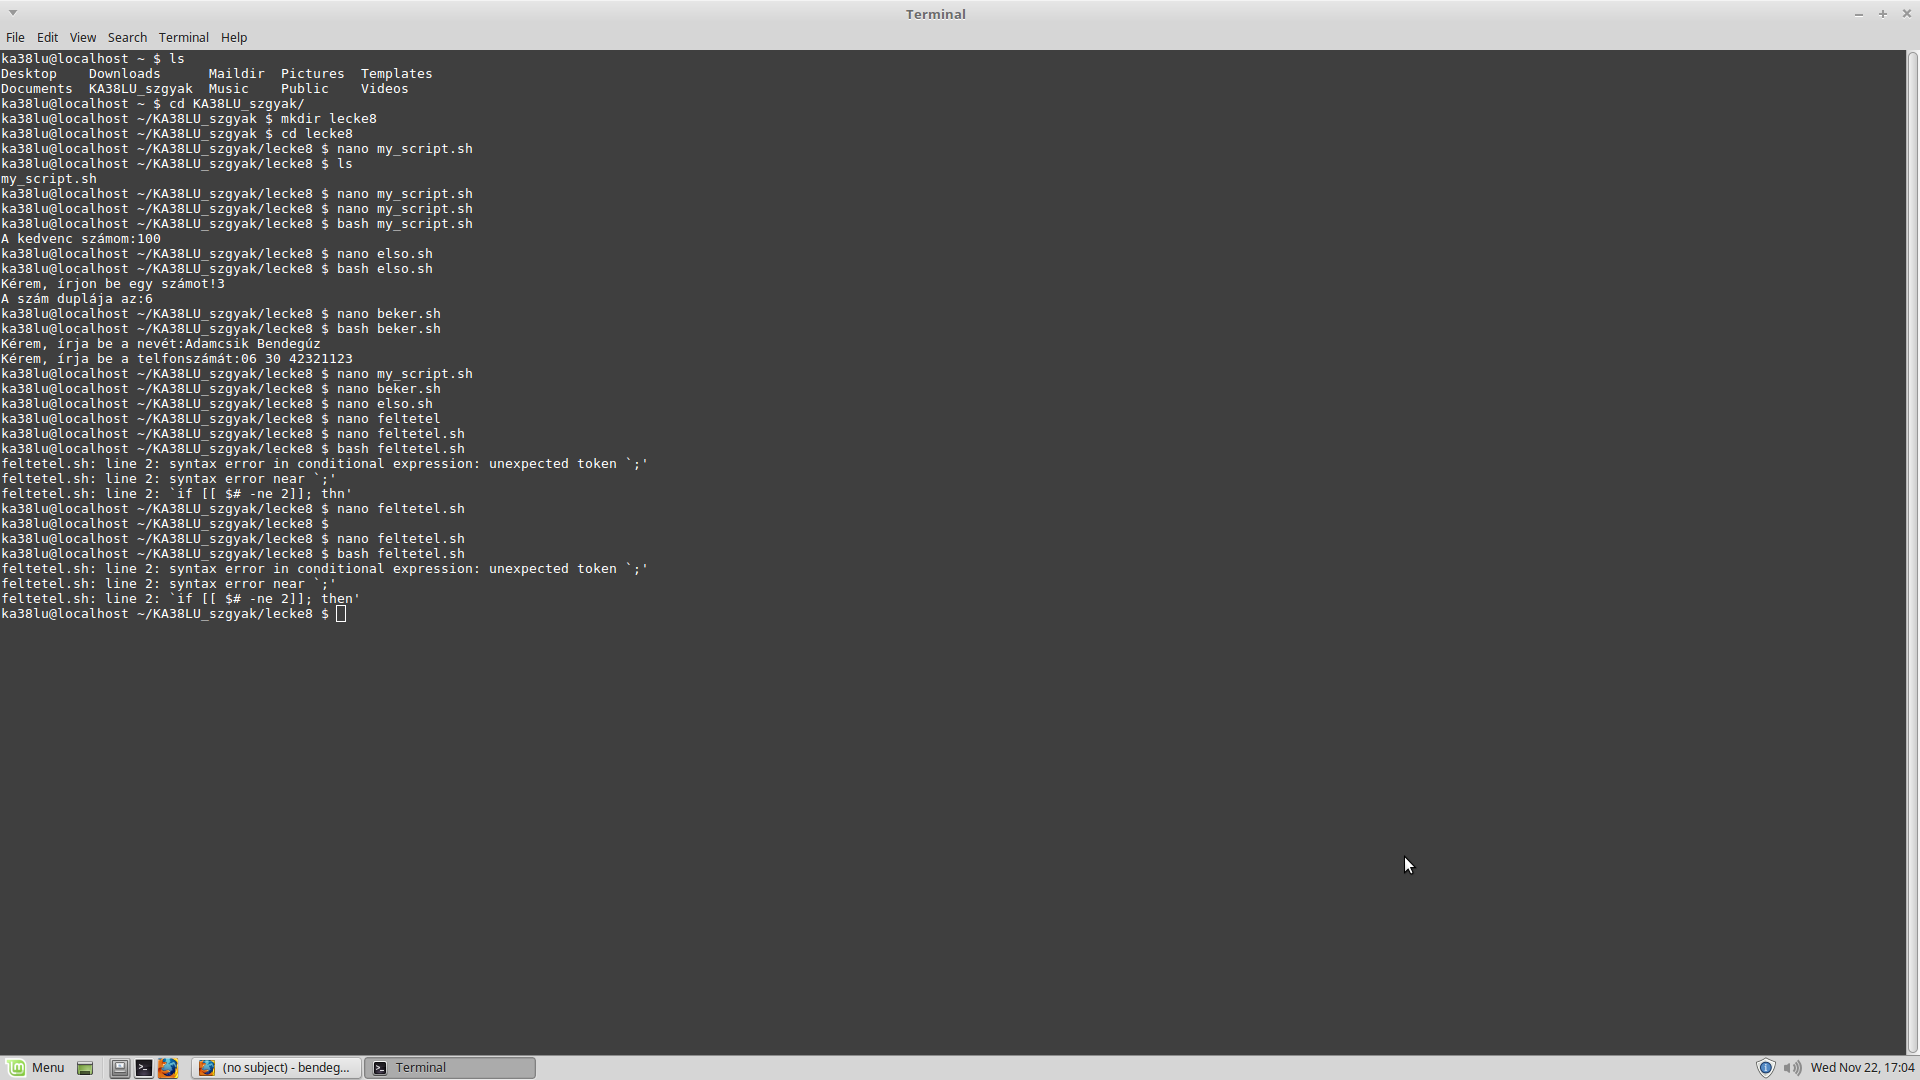 Terminal
File Edit View Search Terminal Help
ka38lu@localhost ~ $ ls
Desktop    Downloads      Maildir  Pictures  Templates
Documents  KA38LU_szgyak  Music    Public    Videos
ka38lu@localhost ~ $ cd KA38LU_szgyak/
ka38lu@localhost ~/KA38LU_szgyak $ mkdir lecke8
ka38lu@localhost ~/KA38LU_szgyak $ cd lecke8
ka38lu@localhost ~/KA38LU_szgyak/lecke8 $ nano my_script.sh
ka38lu@localhost ~/KA38LU_szgyak/lecke8 $ ls
my_script.sh
ka38lu@localhost ~/KA38LU_szgyak/lecke8 $ nano my_script.sh
ka38lu@localhost ~/KA38LU_szgyak/lecke8 $ nano my_script.sh
ka38lu@localhost ~/KA38LU_szgyak/lecke8 $ bash my_script.sh
A kedvenc számom:100
ka38lu@localhost ~/KA38LU_szgyak/lecke8 $ nano elso.sh
ka38lu@localhost ~/KA38LU_szgyak/lecke8 $ bash elso.sh
Kérem, írjon be egy számot!3
A szám duplája az:6
ka38lu@localhost ~/KA38LU_szgyak/lecke8 $ nano beker.sh
ka38lu@localhost ~/KA38LU_szgyak/lecke8 $ bash beker.sh
Kérem, írja be a nevét:Adamcsik Bendegúz
Kérem, írja be a telfonszámát:06 30 42321123
ka38lu@localhost ~/KA38LU_szgyak/lecke8 $ nano my_script.sh
ka38lu@localhost ~/KA38LU_szgyak/lecke8 $ nano beker.sh
ka38lu@localhost ~/KA38LU_szgyak/lecke8 $ nano elso.sh
ka38lu@localhost ~/KA38LU_szgyak/lecke8 $ nano feltetel
ka38lu@localhost ~/KA38LU_szgyak/lecke8 $ nano feltetel.sh
ka38lu@localhost ~/KA38LU_szgyak/lecke8 $ bash feltetel.sh
feltetel.sh: line 2: syntax error in conditional expression: unexpected token `;'
feltetel.sh: line 2: syntax error near `;'
feltetel.sh: line 2: `if [[ $# -ne 2]]; thn'
ka38lu@localhost ~/KA38LU_szgyak/lecke8 $ nano feltetel.sh
ka38lu@localhost ~/KA38LU_szgyak/lecke8 $
ka38lu@localhost ~/KA38LU_szgyak/lecke8 $ nano feltetel.sh
ka38lu@localhost ~/KA38LU_szgyak/lecke8 $ bash feltetel.sh
feltetel.sh: line 2: syntax error in conditional expression: unexpected token `;'
feltetel.sh: line 2: syntax error near `;'
feltetel.sh: line 2: `if [[ $# -ne 2]]; then'
ka38lu@localhost ~/KA38LU_szgyak/lecke8 $
Menu (no subject) - bendeg... Terminal Wed Nov 22, 17:04